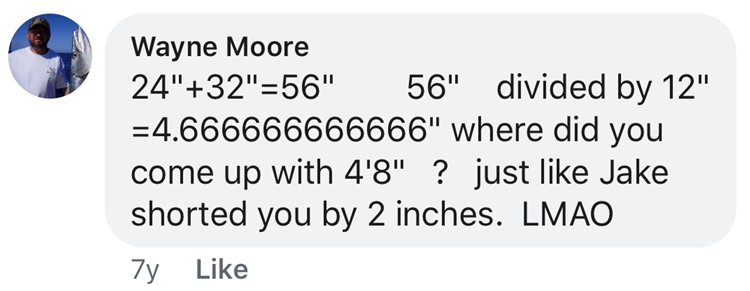 Wayne Moore
24"+32"=56" 56" divided by 12"
=4.666666666666" where did you
come up with 4'8" ? just like Jake
shorted you by 2 inches. LMAO
7y Like